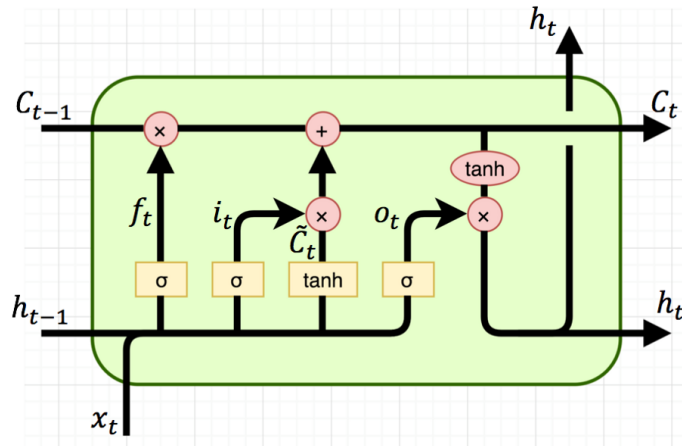 h_t
C_{t-1} × + C_t
tanh
f_t i_t × o_t ×
C̃_t
σ σ tanh σ
h_{t-1} h_t
x_t